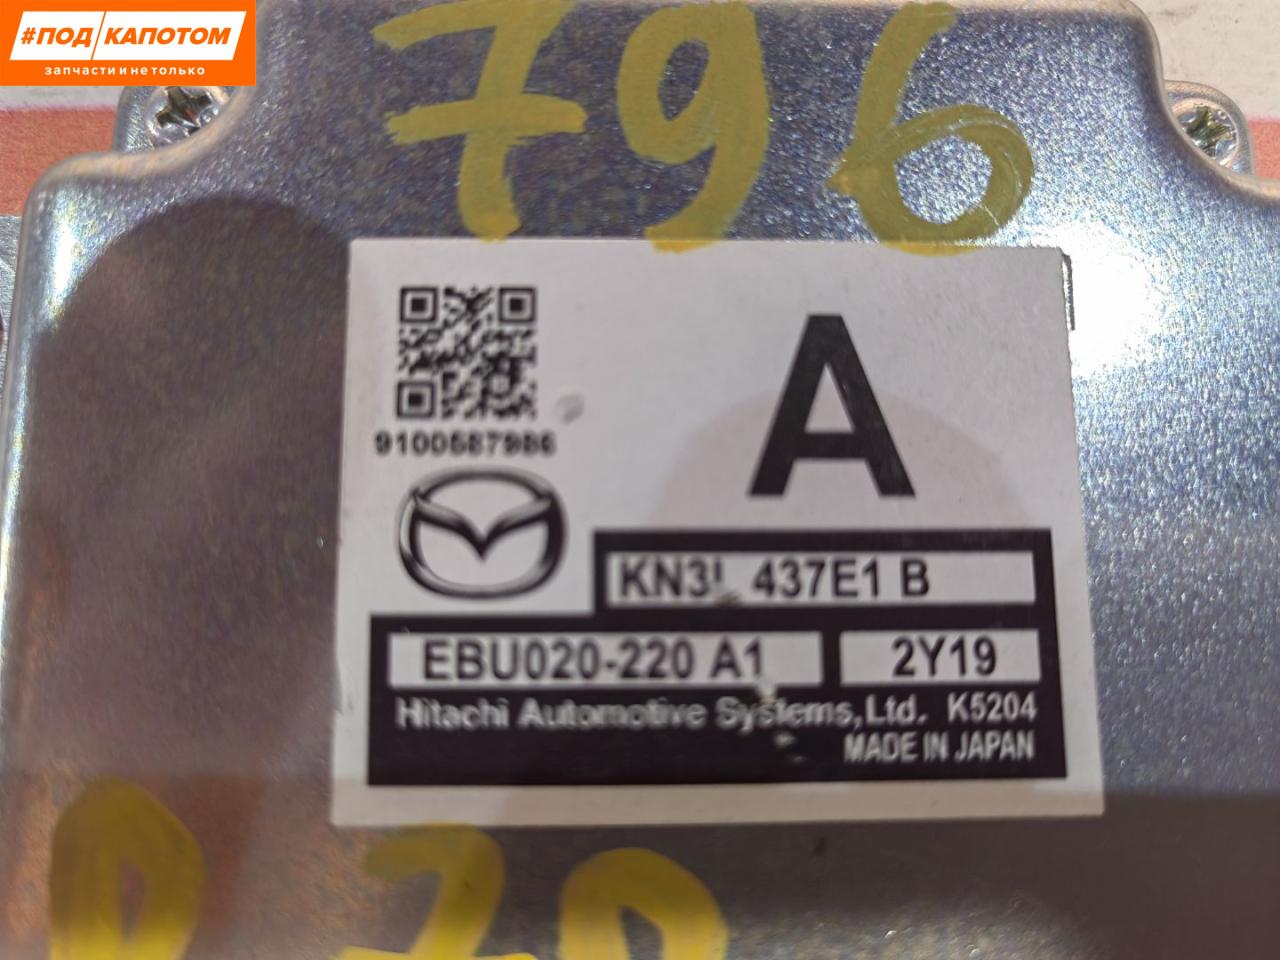 #ПОД КАПОТОМ
запчасти и не только
796
9100587986
A
KN3L 437E1 B
EBU020-220 A1 2Y19
Hitachi Automotive Systems,Ltd. K5204
MADE IN JAPAN